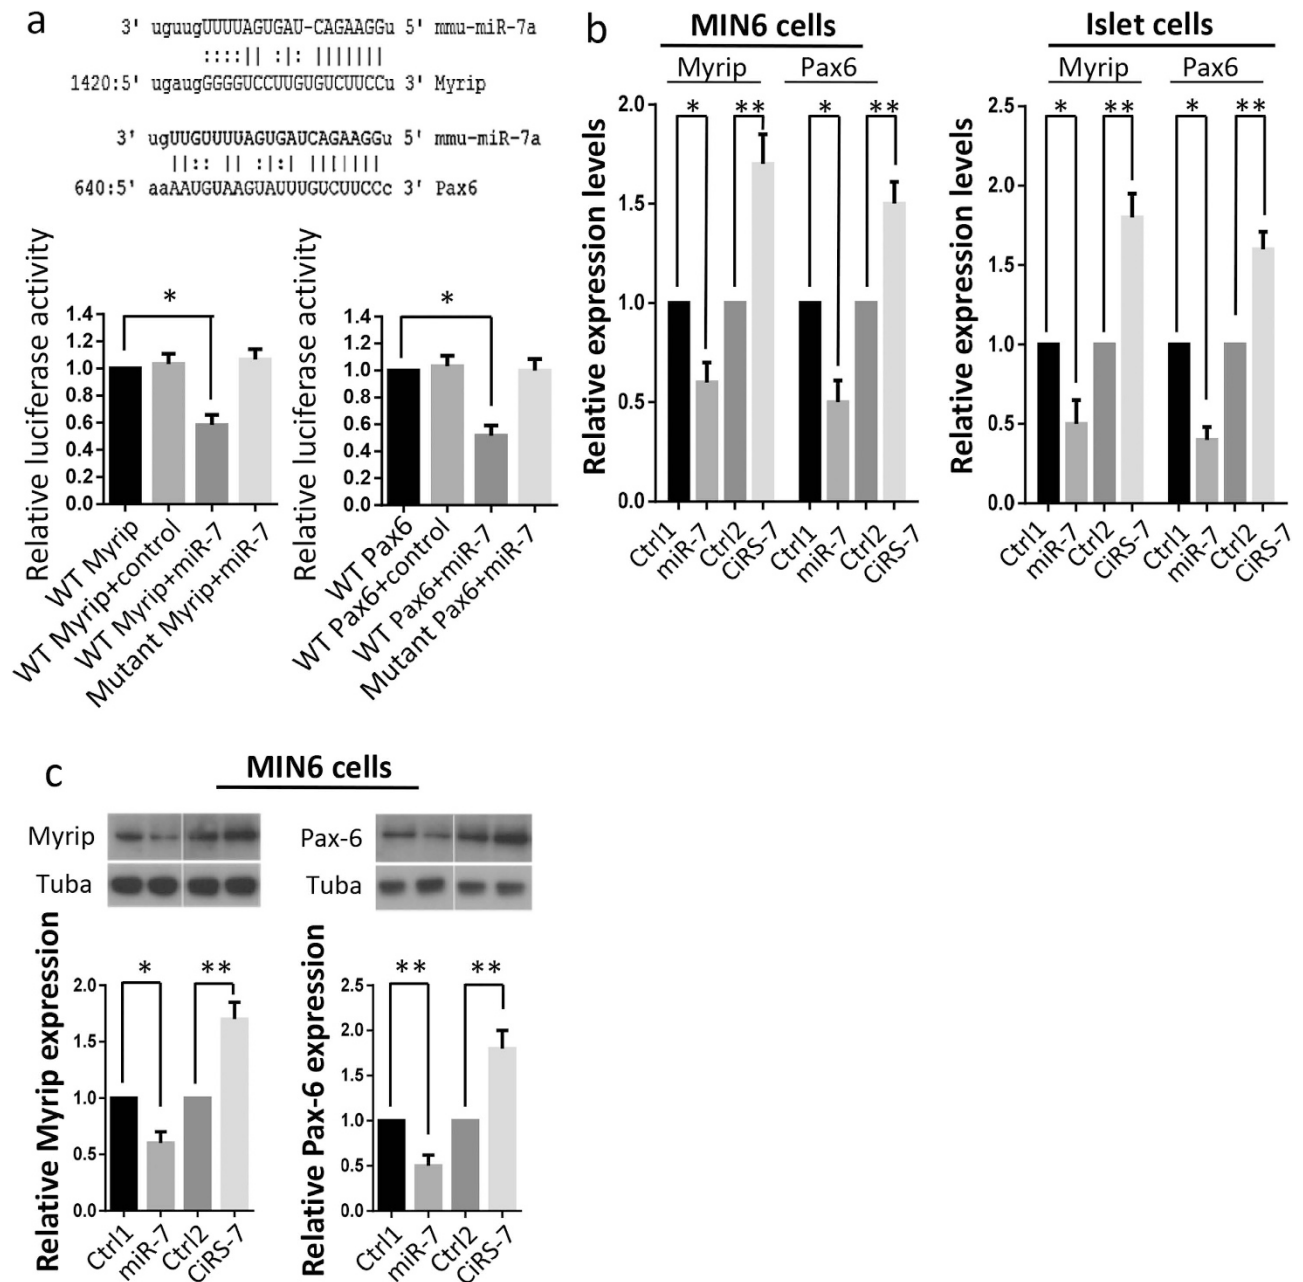 a
3' uguugUUUUAGUGAU-CAGAAGGu 5' mmu-miR-7a
::::|| :|: |||||||
1420:5' ugaugGGGGUCCUUGUGUCUUCCu 3' Myrip
3' ugUUGUUUUAGUGAUCAGAAGGu 5' mmu-miR-7a
||:: || :|:| |||||||
640:5' aaAAUGUAAGUAUUUGUCUUCCc 3' Pax6
Relative luciferase activity
*
1.4
1.2
1.0
0.8
0.6
0.4
0.2
0.0
WT Myrip
WT Myrip+control
WT Myrip+miR-7
Mutant Myrip+miR-7
Relative luciferase activity
*
1.4
1.2
1.0
0.8
0.6
0.4
0.2
0.0
WT Pax6
WT Pax6+control
WT Pax6+miR-7
Mutant Pax6+miR-7
b
MIN6 cells
Myrip Pax6
* ** * **
Relative expression levels
2.0
1.5
1.0
0.5
0.0
Ctrl1
miR-7
Ctrl2
CiRS-7
Ctrl1
miR-7
Ctrl2
CiRS-7
Islet cells
Myrip Pax6
* ** * **
Relative expression levels
2.5
2.0
1.5
1.0
0.5
0.0
Ctrl1
miR-7
Ctrl2
CiRS-7
Ctrl1
miR-7
Ctrl2
CiRS-7
c
MIN6 cells
Myrip
Tuba
Relative Myrip expression
* **
2.0
1.5
1.0
0.5
0.0
Ctrl1
miR-7
Ctrl2
CiRS-7
Pax-6
Tuba
Relative Pax-6 expression
** **
2.5
2.0
1.5
1.0
0.5
0.0
Ctrl1
miR-7
Ctrl2
CiRS-7